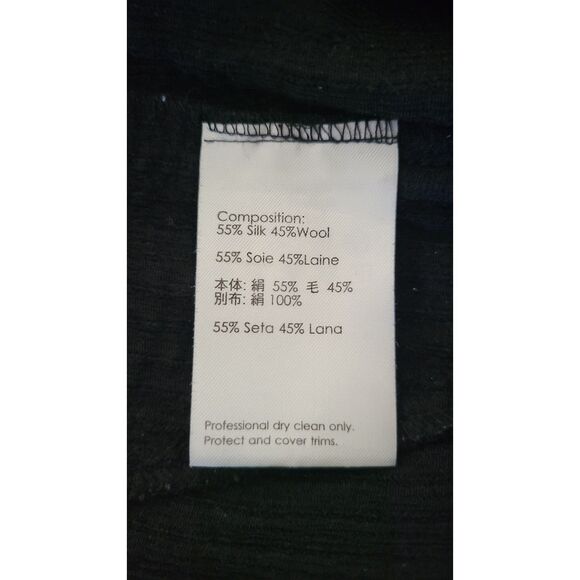 Composition:
55% Silk 45%Wool
55% Soie 45%Laine
本体: 絹 55% 毛 45%
別布: 絹 100%
55% Seta 45% Lana
Professional dry clean only.
Protect and cover trims.